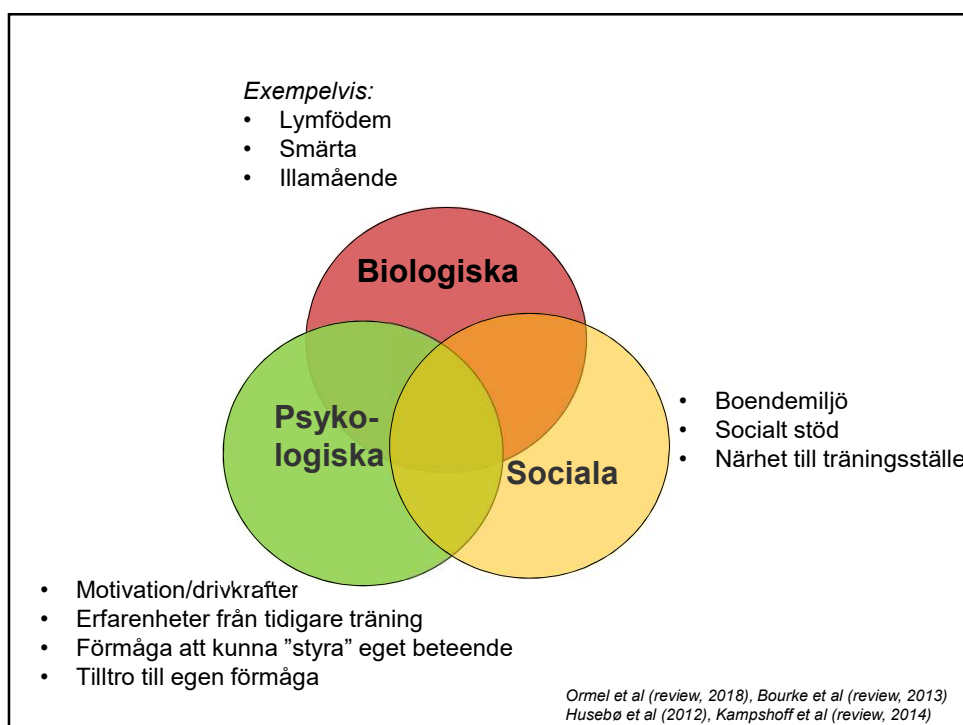 Exempelvis:
• Lymfödem
• Smärta
• Illamående
Biologiska
Psyko-
logiska
Sociala
• Boendemiljö
• Socialt stöd
• Närhet till träningsställe
• Motivation/drivkrafter
• Erfarenheter från tidigare träning
• Förmåga att kunna ”styra” eget beteende
• Tilltro till egen förmåga
Ormel et al (review, 2018), Bourke et al (review, 2013)
Husebø et al (2012), Kampshoff et al (review, 2014)